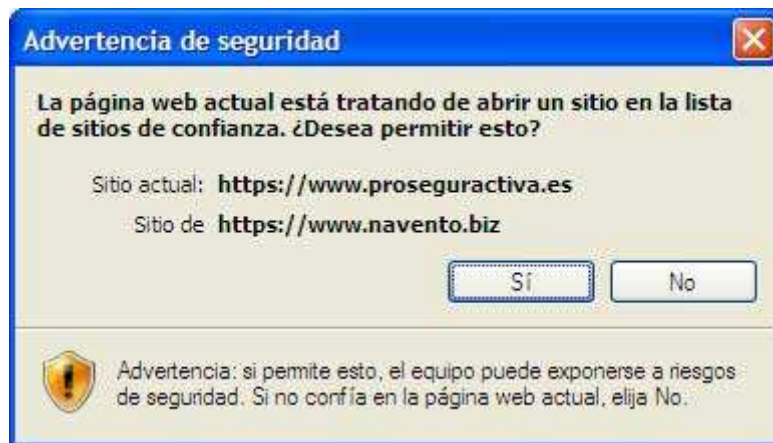 Advertencia de seguridad
La página web actual está tratando de abrir un sitio en la lista
de sitios de confianza. ¿Desea permitir esto?
Sitio actual: https://www.proseguractiva.es
Sitio de https://www.navento.biz
Sí No
Advertencia: si permite esto, el equipo puede exponerse a riesgos
de seguridad. Si no confía en la página web actual, elija No.